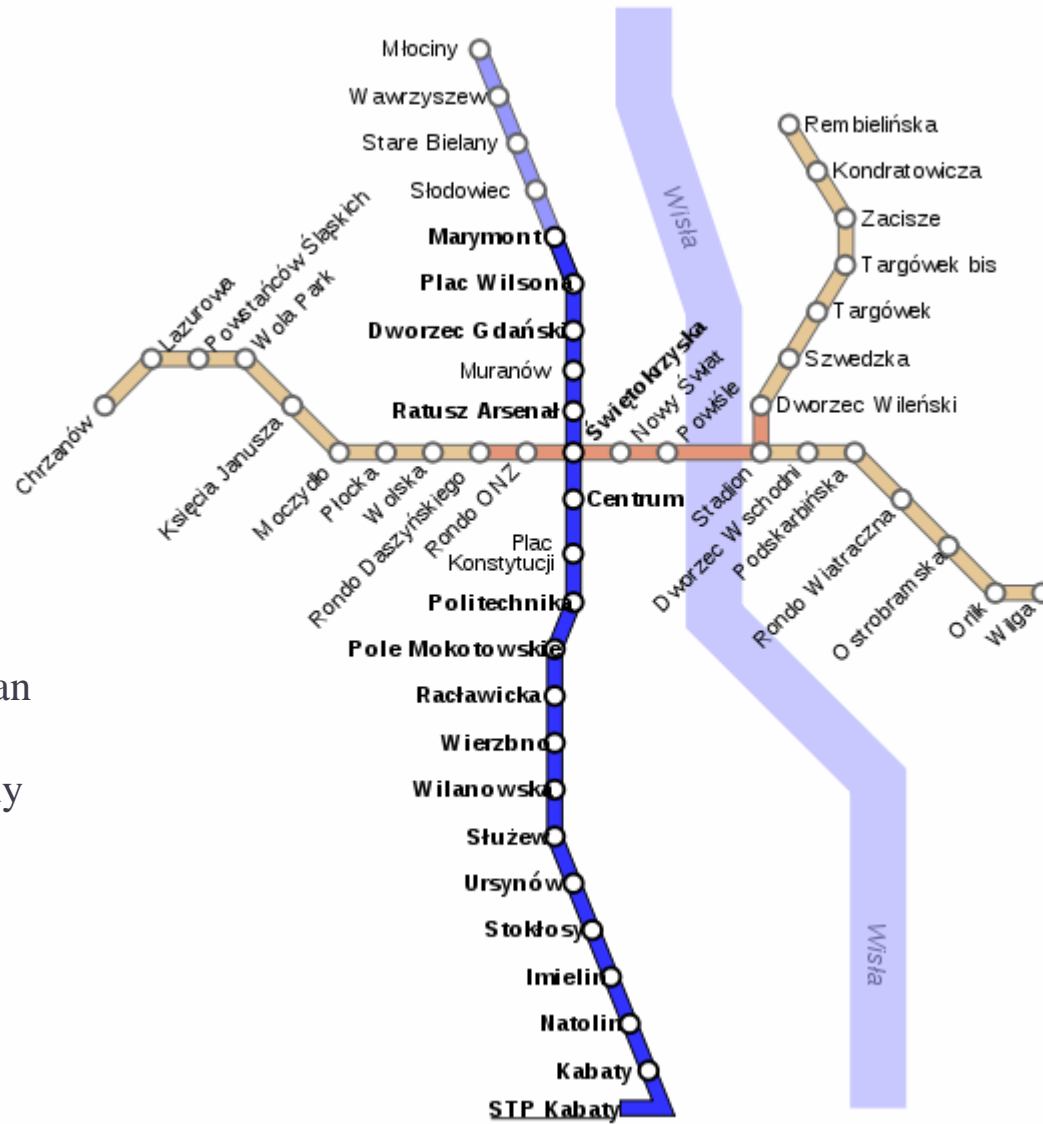 Młociny
Wawrzyszew
Stare Bielany
Słodowiec
Marymont
Plac Wilsona
Dworzec Gdański
Muranów
Ratusz Arsenał
Świętokrzyska
Centrum
Plac
Konstytucji
Politechnika
Pole Mokotowskie
Racławicka
Wierzbno
Wilanowska
Służew
Ursynów
Stokłosy
Imielin
Natolin
Kabaty
STP Kabaty
Chrzanów
Lazurowa
Powstańców Śląskich
Wola Park
Księcia Janusza
Moczydło
Płocka
Wolska
Rondo Daszyńskiego
Rondo ONZ
Nowy Świat
Powiśle
Stadion
Dworzec Wschodni
Podskarbińska
Rondo Wiatraczna
Ostrobramska
Orlik
Wilga
Rembielińska
Kondratowicza
Zacisze
Targówek bis
Targówek
Szwedzka
Dworzec Wileński
Wisła
Wisła
an
y